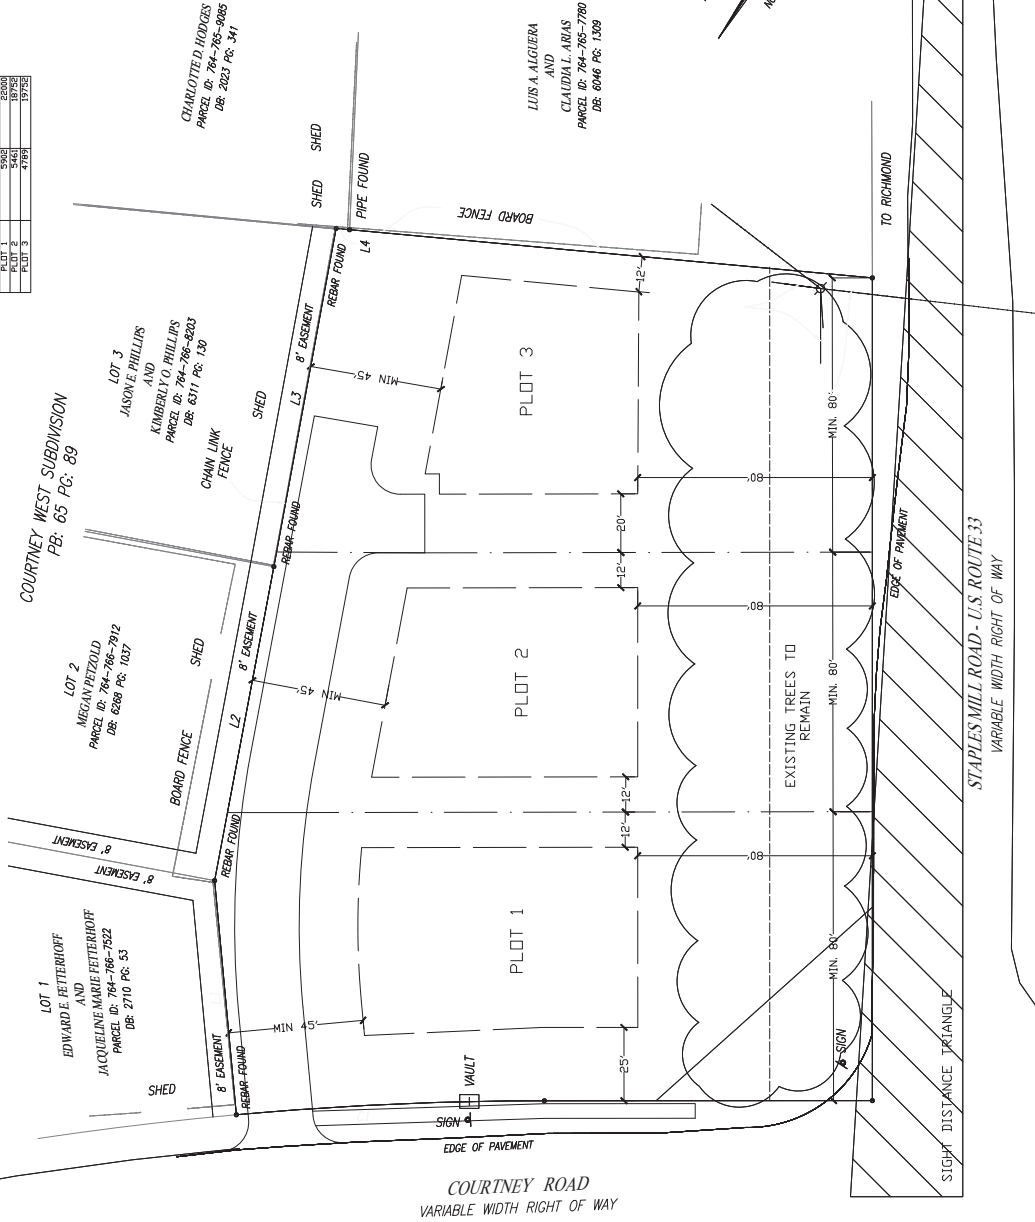 CHARLOTTE D. HODGES
PARCEL ID: 764-765-9085
DB: 2023 PG: 341
LUIS A. ALGUERA
AND
CLAUDIA L. ARIAS
PARCEL ID: 764-765-7780
DB: 6046 PG: 1309
PLOT 1 5902 22000
PLOT 2 5461 18752
PLOT 3 4789 19752
SHED
SHED
PIPE FOUND
L4
BOARD FENCE
TO RICHMOND
REBAR FOUND
8' EASEMENT
L3
12'
LOT 3
JASON E. PHILLIPS
AND
KIMBERLY O. PHILLIPS
PARCEL ID: 764-766-8203
DB: 6311 PG: 130
SHED
CHAIN LINK
FENCE
COURTNEY WEST SUBDIVISION
PB: 65 PG: 89
MIN 45'
PLOT 3
MIN. 80'
80'
20'
REBAR FOUND
12'
80'
EDGE OF PAVEMENT
STAPLES MILL ROAD - U.S. ROUTE 33
VARIABLE WIDTH RIGHT OF WAY
LOT 2
MEGAN PETZOLD
PARCEL ID: 764-766-7912
DB: 6268 PG: 1037
SHED
8' EASEMENT
L2
MIN 45'
PLOT 2
EXISTING TREES TO
REMAIN
MIN. 80'
BOARD FENCE
REBAR FOUND
12'
12'
80'
8' EASEMENT
8' EASEMENT
LOT 1
EDWARD E. FETTERHOFF
AND
JACQUELINE MARIE FETTERHOFF
PARCEL ID: 764-766-7522
DB: 2710 PG: 53
PLOT 1
MIN. 80'
MIN 45'
8' EASEMENT
REBAR FOUND
SHED
25'
VAULT
SIGN
SIGN
SIGHT DISTANCE TRIANGLE
EDGE OF PAVEMENT
COURTNEY ROAD
VARIABLE WIDTH RIGHT OF WAY